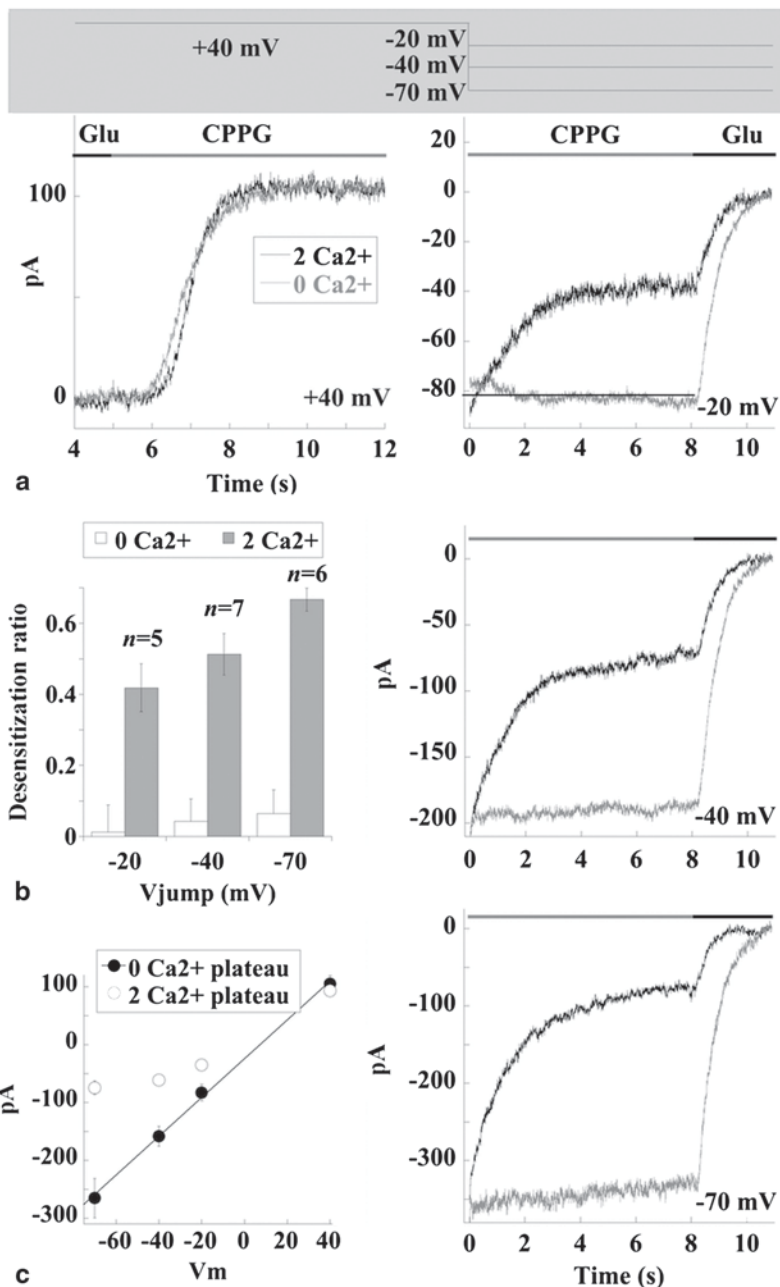 +40 mV
-20 mV
-40 mV
-70 mV
Glu CPPG
100
pA
0
2 Ca2+
0 Ca2+
+40 mV
4 6 8 10 12
Time (s)
a
CPPG Glu
20
0
-20
-40
-60
-80
-20 mV
0 2 4 6 8 10
0 Ca2+ 2 Ca2+
n=5
n=7
n=6
Desensitization ratio
0.6
0.4
0.2
0
-20 -40 -70
Vjump (mV)
b
0
-50
pA
-100
-150
-200
-40 mV
0 2 4 6 8 10
0 Ca2+ plateau
2 Ca2+ plateau
100
0
pA
-100
-200
-300
-60 -40 -20 0 20 40
Vm
c
0
-100
pA
-200
-300
-70 mV
0 2 4 6 8 10
Time (s)